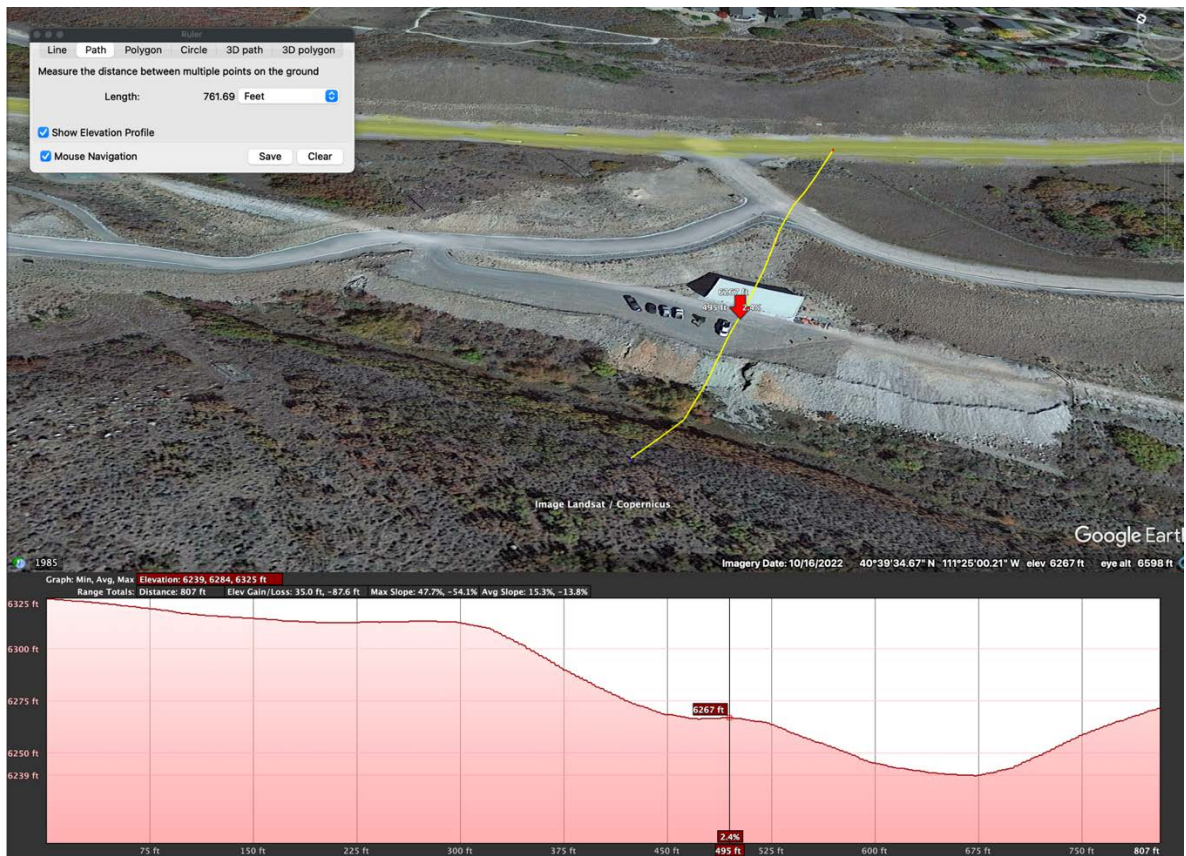 Ruler
Line Path Polygon Circle 3D path 3D polygon
Measure the distance between multiple points on the ground
Length: 761.69 Feet
Show Elevation Profile
Mouse Navigation Save Clear
6267 ft
495 ft 2.4%
Image Landsat / Copernicus
Google Earth
1985 Imagery Date: 10/16/2022 40°39'34.67" N 111°25'00.21" W elev 6267 ft eye alt 6598 ft
Graph: Min, Avg, Max Elevation: 6239, 6284, 6325 ft
Range Totals: Distance: 807 ft Elev Gain/Loss: 35.0 ft, -87.6 ft Max Slope: 47.7%, -54.1% Avg Slope: 15.3%, -13.8%
6325 ft
6300 ft
6275 ft
6267 ft
6250 ft
6239 ft
2.4%
75 ft 150 ft 225 ft 300 ft 375 ft 450 ft 495 ft 525 ft 600 ft 675 ft 750 ft 807 ft